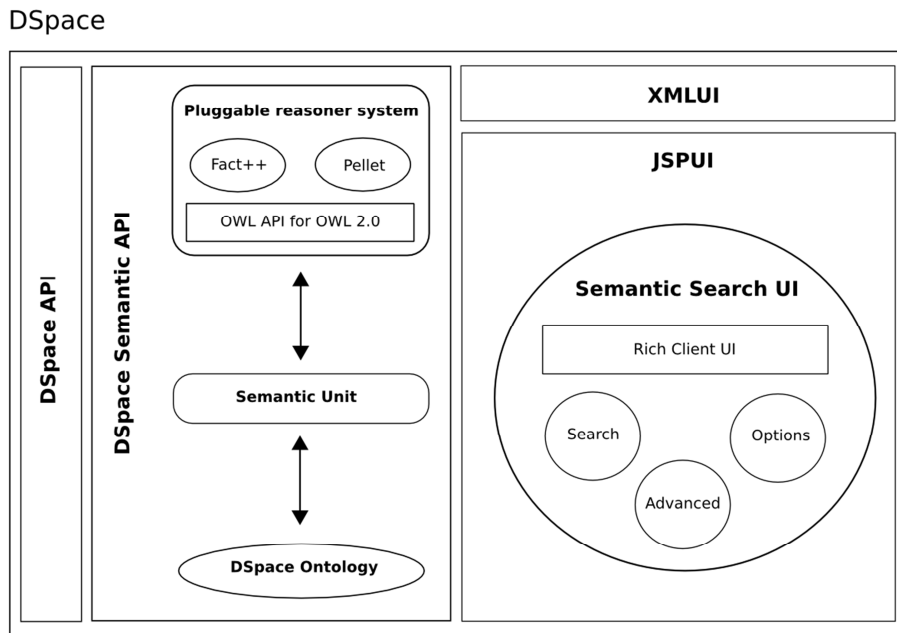 DSpace
DSpace API
DSpace Semantic API
Pluggable reasoner system
Fact++
Pellet
OWL API for OWL 2.0
Semantic Unit
DSpace Ontology
XMLUI
JSPUI
Semantic Search UI
Rich Client UI
Search
Options
Advanced